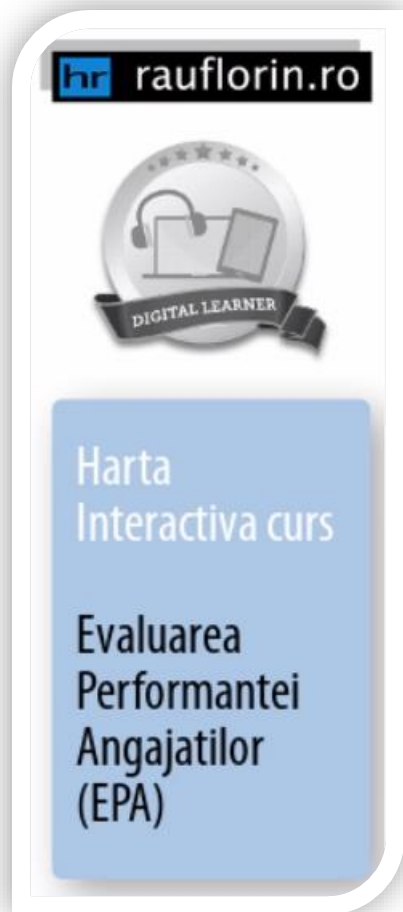 hr rauflorin.ro
DIGITAL LEARNER
Harta
Interactiva curs
Evaluarea
Performantei
Angajatilor
(EPA)